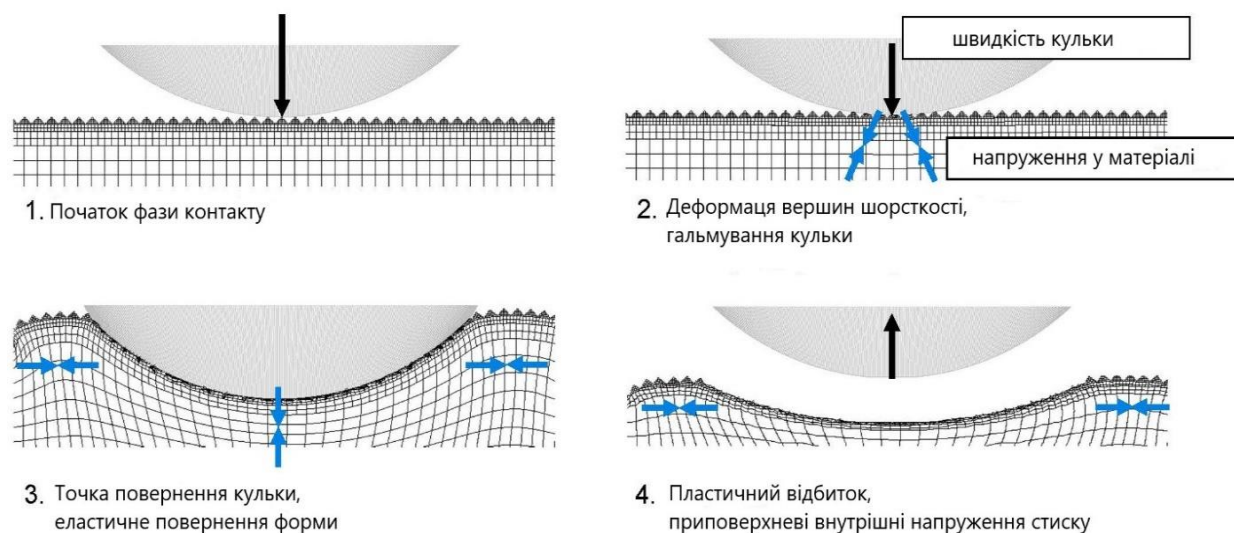 швидкість кульки
напруження у матеріалі
1. Початок фази контакту
2. Деформаця вершин шорсткості,
гальмування кульки
3. Точка повернення кульки,
еластичне повернення форми
4. Пластичний відбиток,
приповерхневі внутрішні напруження стиску